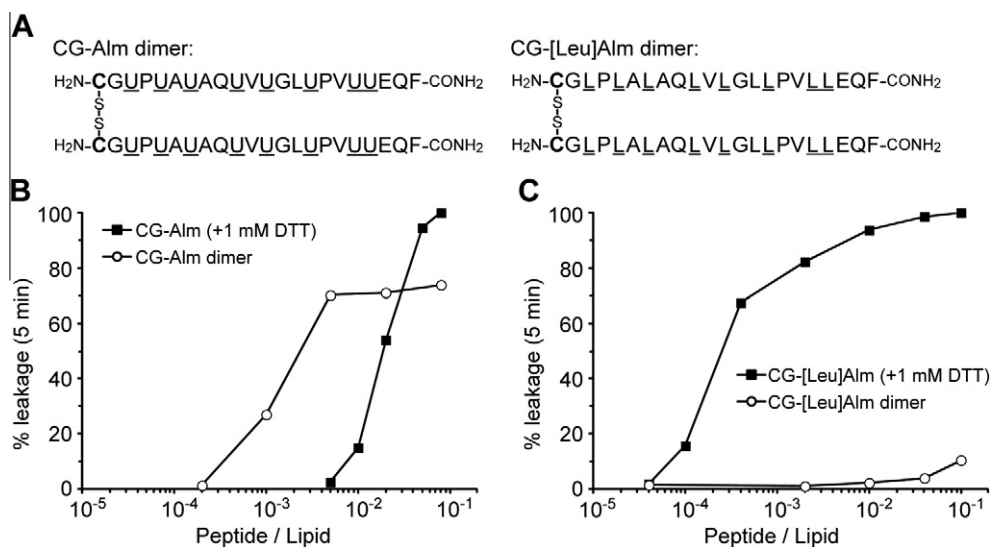 A
CG-Alm dimer:
H₂N-CGUPUAUAQUVUGLUPVUUEQF-CONH₂
S
S
H₂N-CGUPUAUAQUVUGLUPVUUEQF-CONH₂
CG-[Leu]Alm dimer:
H₂N-CGLPLALAQLVLGLLPVLLEQF-CONH₂
S
S
H₂N-CGLPLALAQLVLGLLPVLLEQF-CONH₂
B
% leakage (5 min)
100
80
60
40
20
0
CG-Alm (+1 mM DTT)
CG-Alm dimer
10⁻⁵ 10⁻⁴ 10⁻³ 10⁻² 10⁻¹
Peptide / Lipid
C
% leakage (5 min)
100
80
60
40
20
0
CG-[Leu]Alm (+1 mM DTT)
CG-[Leu]Alm dimer
10⁻⁵ 10⁻⁴ 10⁻³ 10⁻² 10⁻¹
Peptide / Lipid